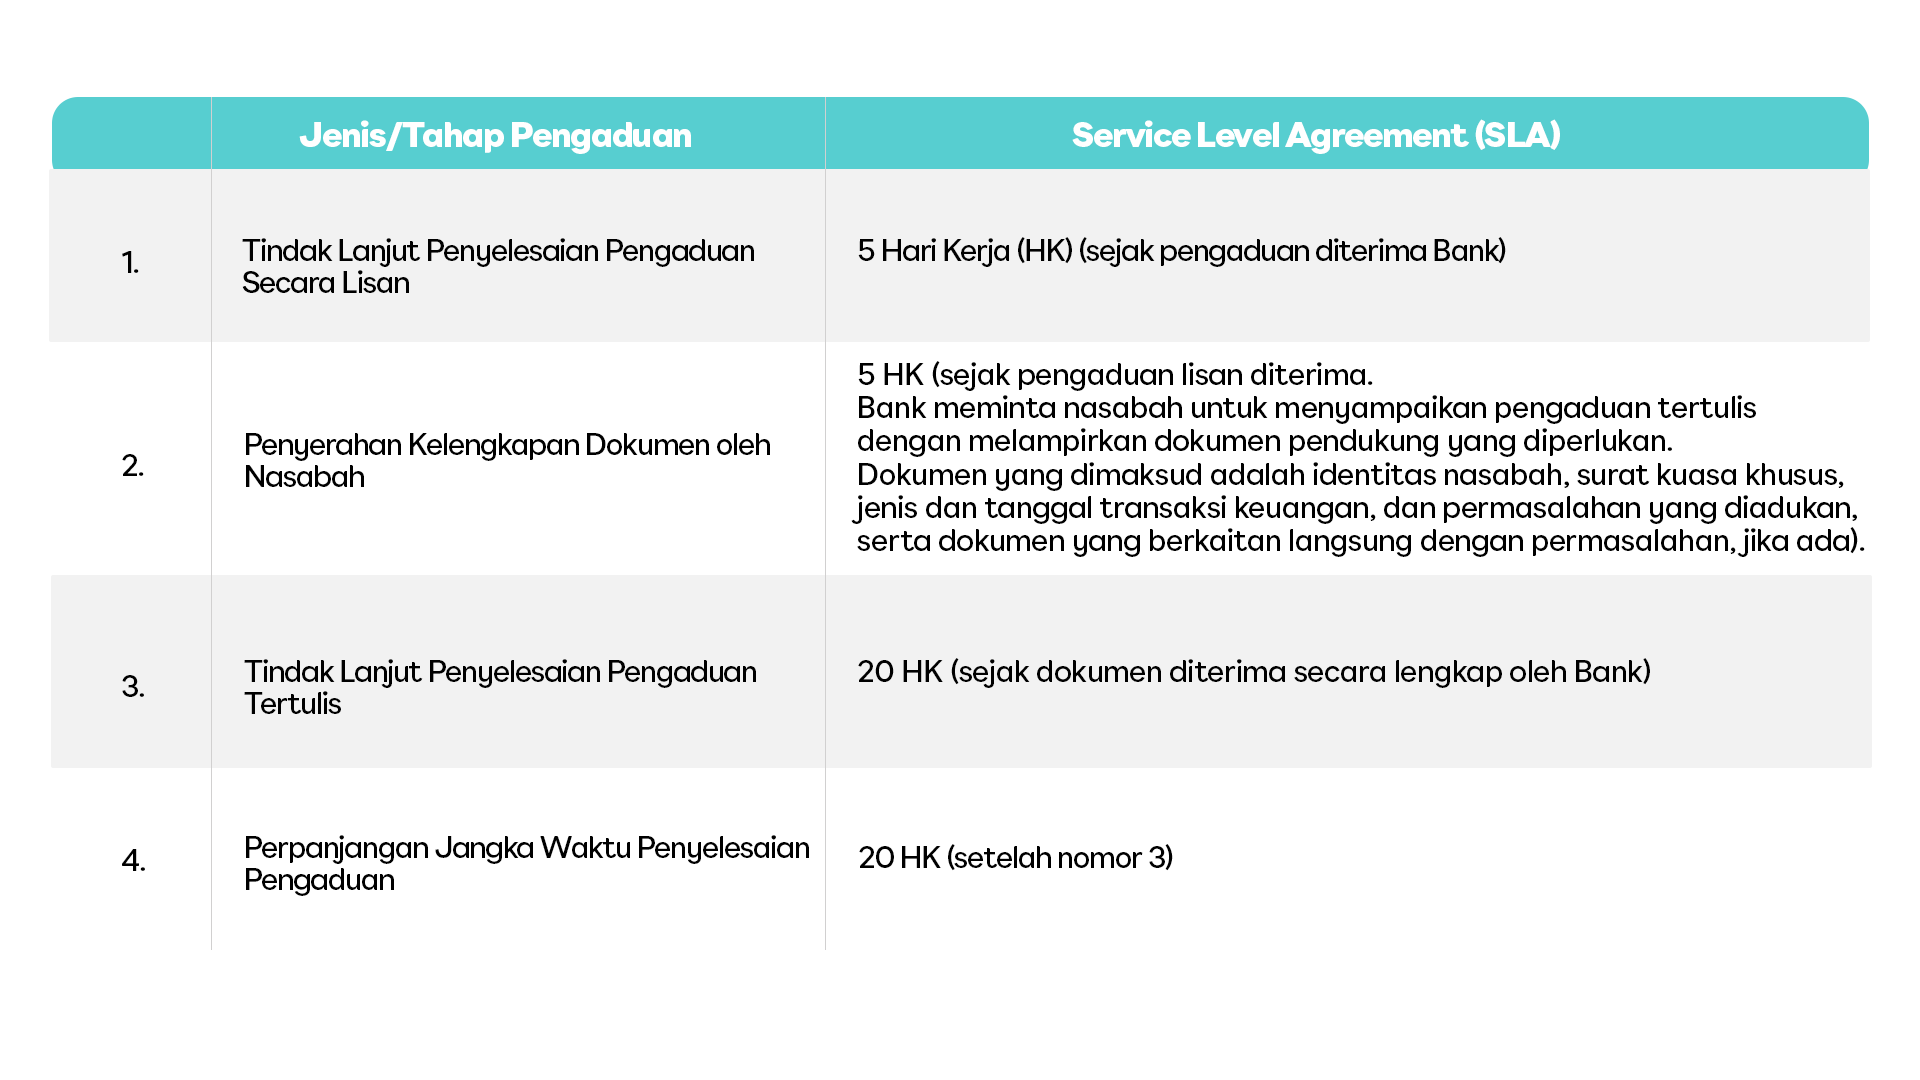 Jenis/Tahap Pengaduan
Service Level Agreement (SLA)
1.
Tindak Lanjut Penyelesaian Pengaduan
Secara Lisan
5 Hari Kerja (HK) (sejak pengaduan diterima Bank)
2.
Penyerahan Kelengkapan Dokumen oleh
Nasabah
5 HK (sejak pengaduan lisan diterima.
Bank meminta nasabah untuk menyampaikan pengaduan tertulis
dengan melampirkan dokumen pendukung yang diperlukan.
Dokumen yang dimaksud adalah identitas nasabah, surat kuasa khusus,
jenis dan tanggal transaksi keuangan, dan permasalahan yang diadukan,
serta dokumen yang berkaitan langsung dengan permasalahan, jika ada).
3.
Tindak Lanjut Penyelesaian Pengaduan
Tertulis
20 HK (sejak dokumen diterima secara lengkap oleh Bank)
4.
Perpanjangan Jangka Waktu Penyelesaian
Pengaduan
20 HK (setelah nomor 3)